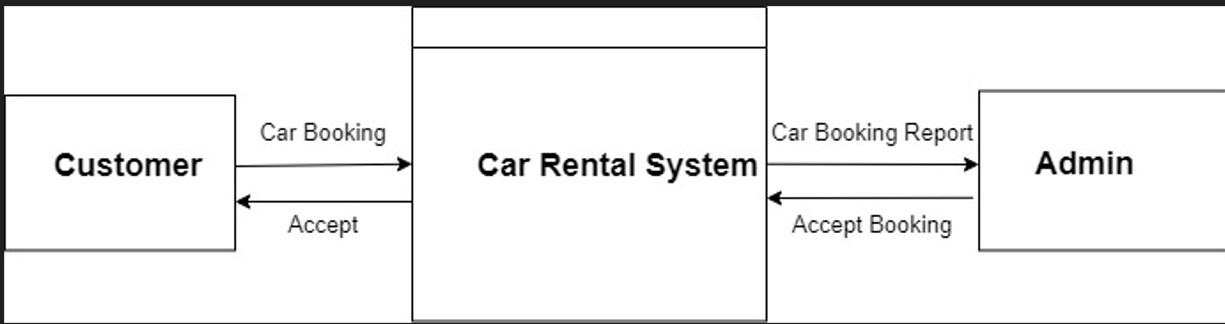 Car Booking
Customer
Accept
Car Rental System
Car Booking Report
Accept Booking
Admin